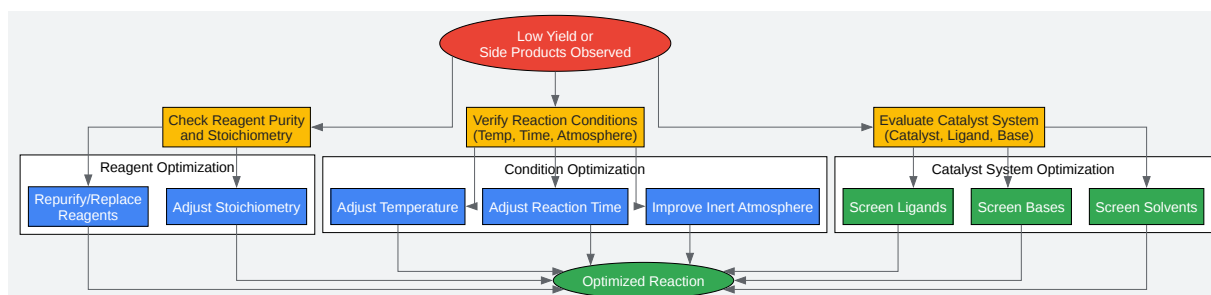 Low Yield or
Side Products Observed
Check Reagent Purity
and Stoichiometry
Verify Reaction Conditions
(Temp, Time, Atmosphere)
Evaluate Catalyst System
(Catalyst, Ligand, Base)
Reagent Optimization
Condition Optimization
Catalyst System Optimization
Repurify/Replace
Reagents
Adjust Stoichiometry
Adjust Temperature
Adjust Reaction Time
Improve Inert Atmosphere
Screen Ligands
Screen Bases
Screen Solvents
Optimized Reaction